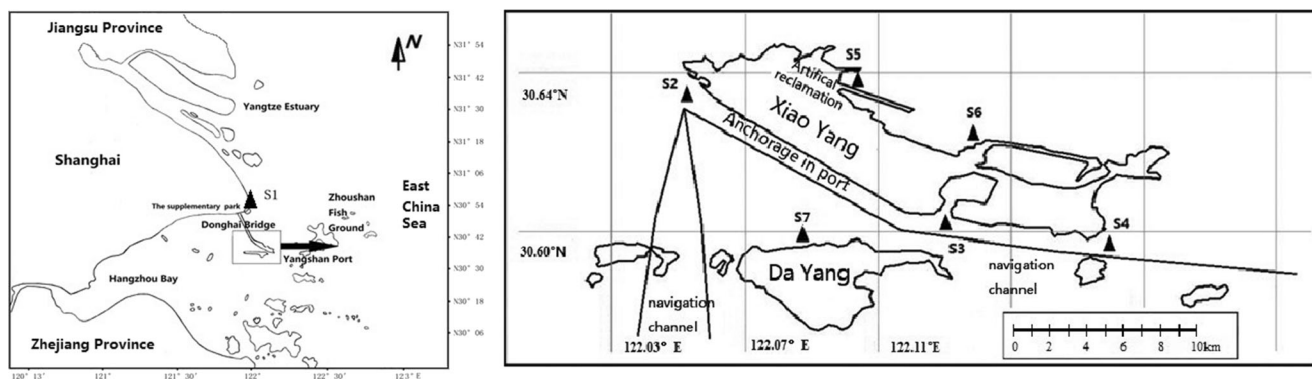 Jiangsu Province
N
Yangtze Estuary
Shanghai
S1
The supplementary park
Donghai Bridge
Zhoushan
Fish
Ground
East
China
Sea
Yangshan Port
Hangzhou Bay
Zhejiang Province
N31° 54
N31° 42
N31° 30
N31° 18
N31° 06
N30° 54
N30° 42
N30° 30
N30° 18
N30° 06
120° 13'
121°
121° 30
122°
122° 30
123° E
30.64°N
30.60°N
S2
S5
Artifical
reclamation
Xiao Yang
Anchorage in port
S6
S7
S3
S4
Da Yang
navigation
channel
navigation
channel
122.03° E
122.07° E
122.11°E
0 2 4 6 8 10km